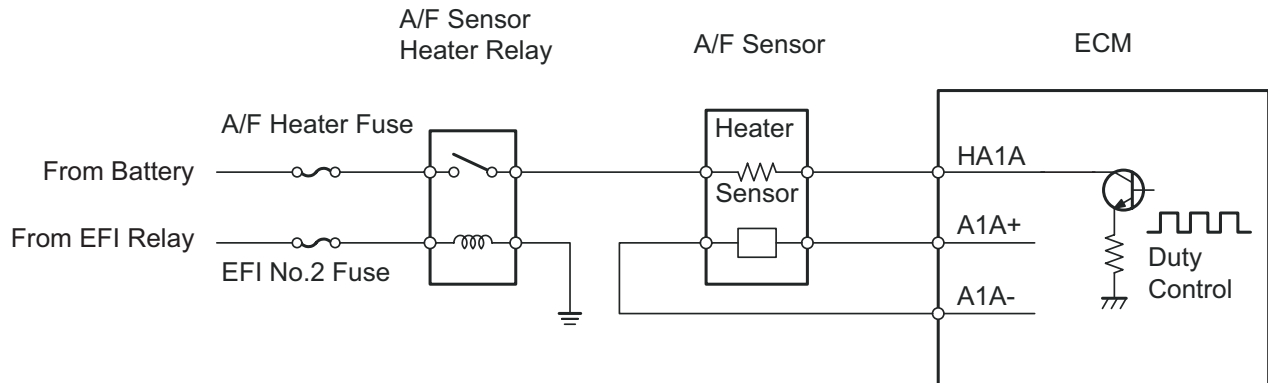 A/F Sensor
Heater Relay
A/F Sensor
ECM
A/F Heater Fuse
Heater
From Battery
HA1A
Sensor
From EFI Relay
A1A+
EFI No.2 Fuse
Duty
Control
A1A-